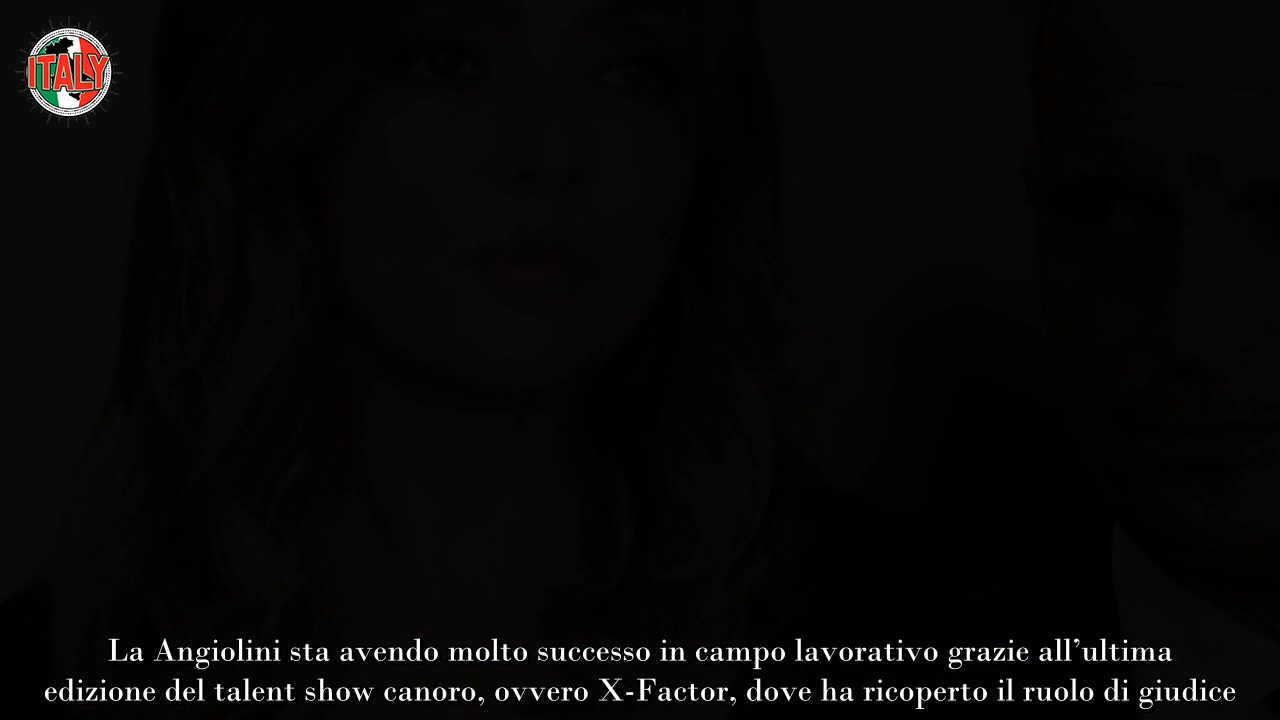 ITALY
La Angiolini sta avendo molto successo in campo lavorativo grazie all’ultima
edizione del talent show canoro, ovvero X-Factor, dove ha ricoperto il ruolo di giudice